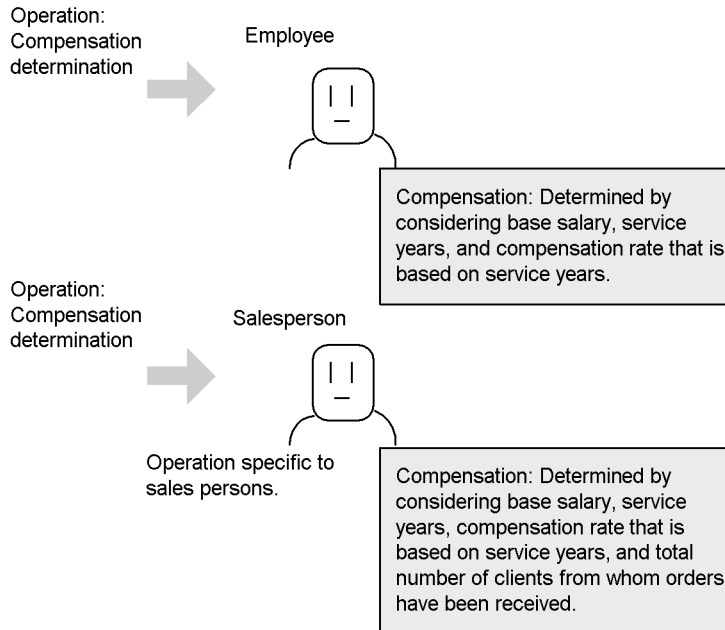 Operation:
Compensation
determination
Employee
Compensation: Determined by
considering base salary, service
years, and compensation rate that is
based on service years.
Operation:
Compensation
determination
Salesperson
Operation specific to
sales persons.
Compensation: Determined by
considering base salary, service
years, compensation rate that is
based on service years, and total
number of clients from whom orders
have been received.